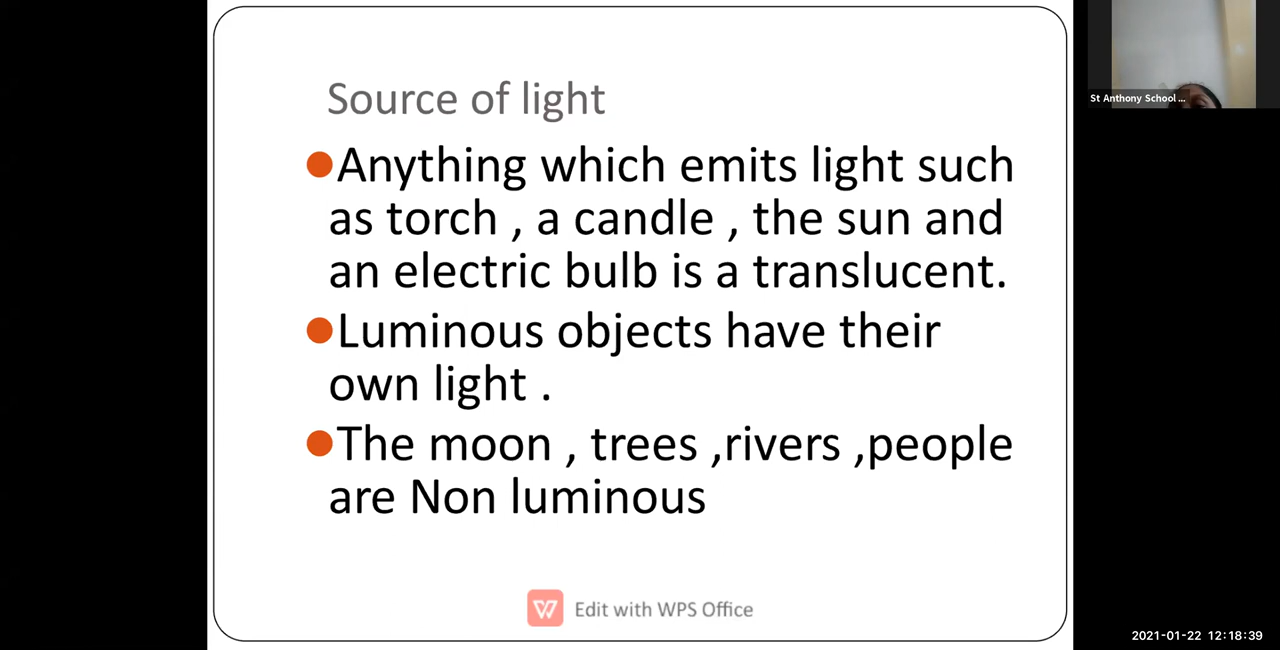 Source of light
Anything which emits light such
as torch , a candle , the sun and
an electric bulb is a translucent.
Luminous objects have their
own light .
The moon , trees ,rivers ,people
are Non luminous
Edit with WPS Office
St Anthony School ...
2021-01-22 12:18:39